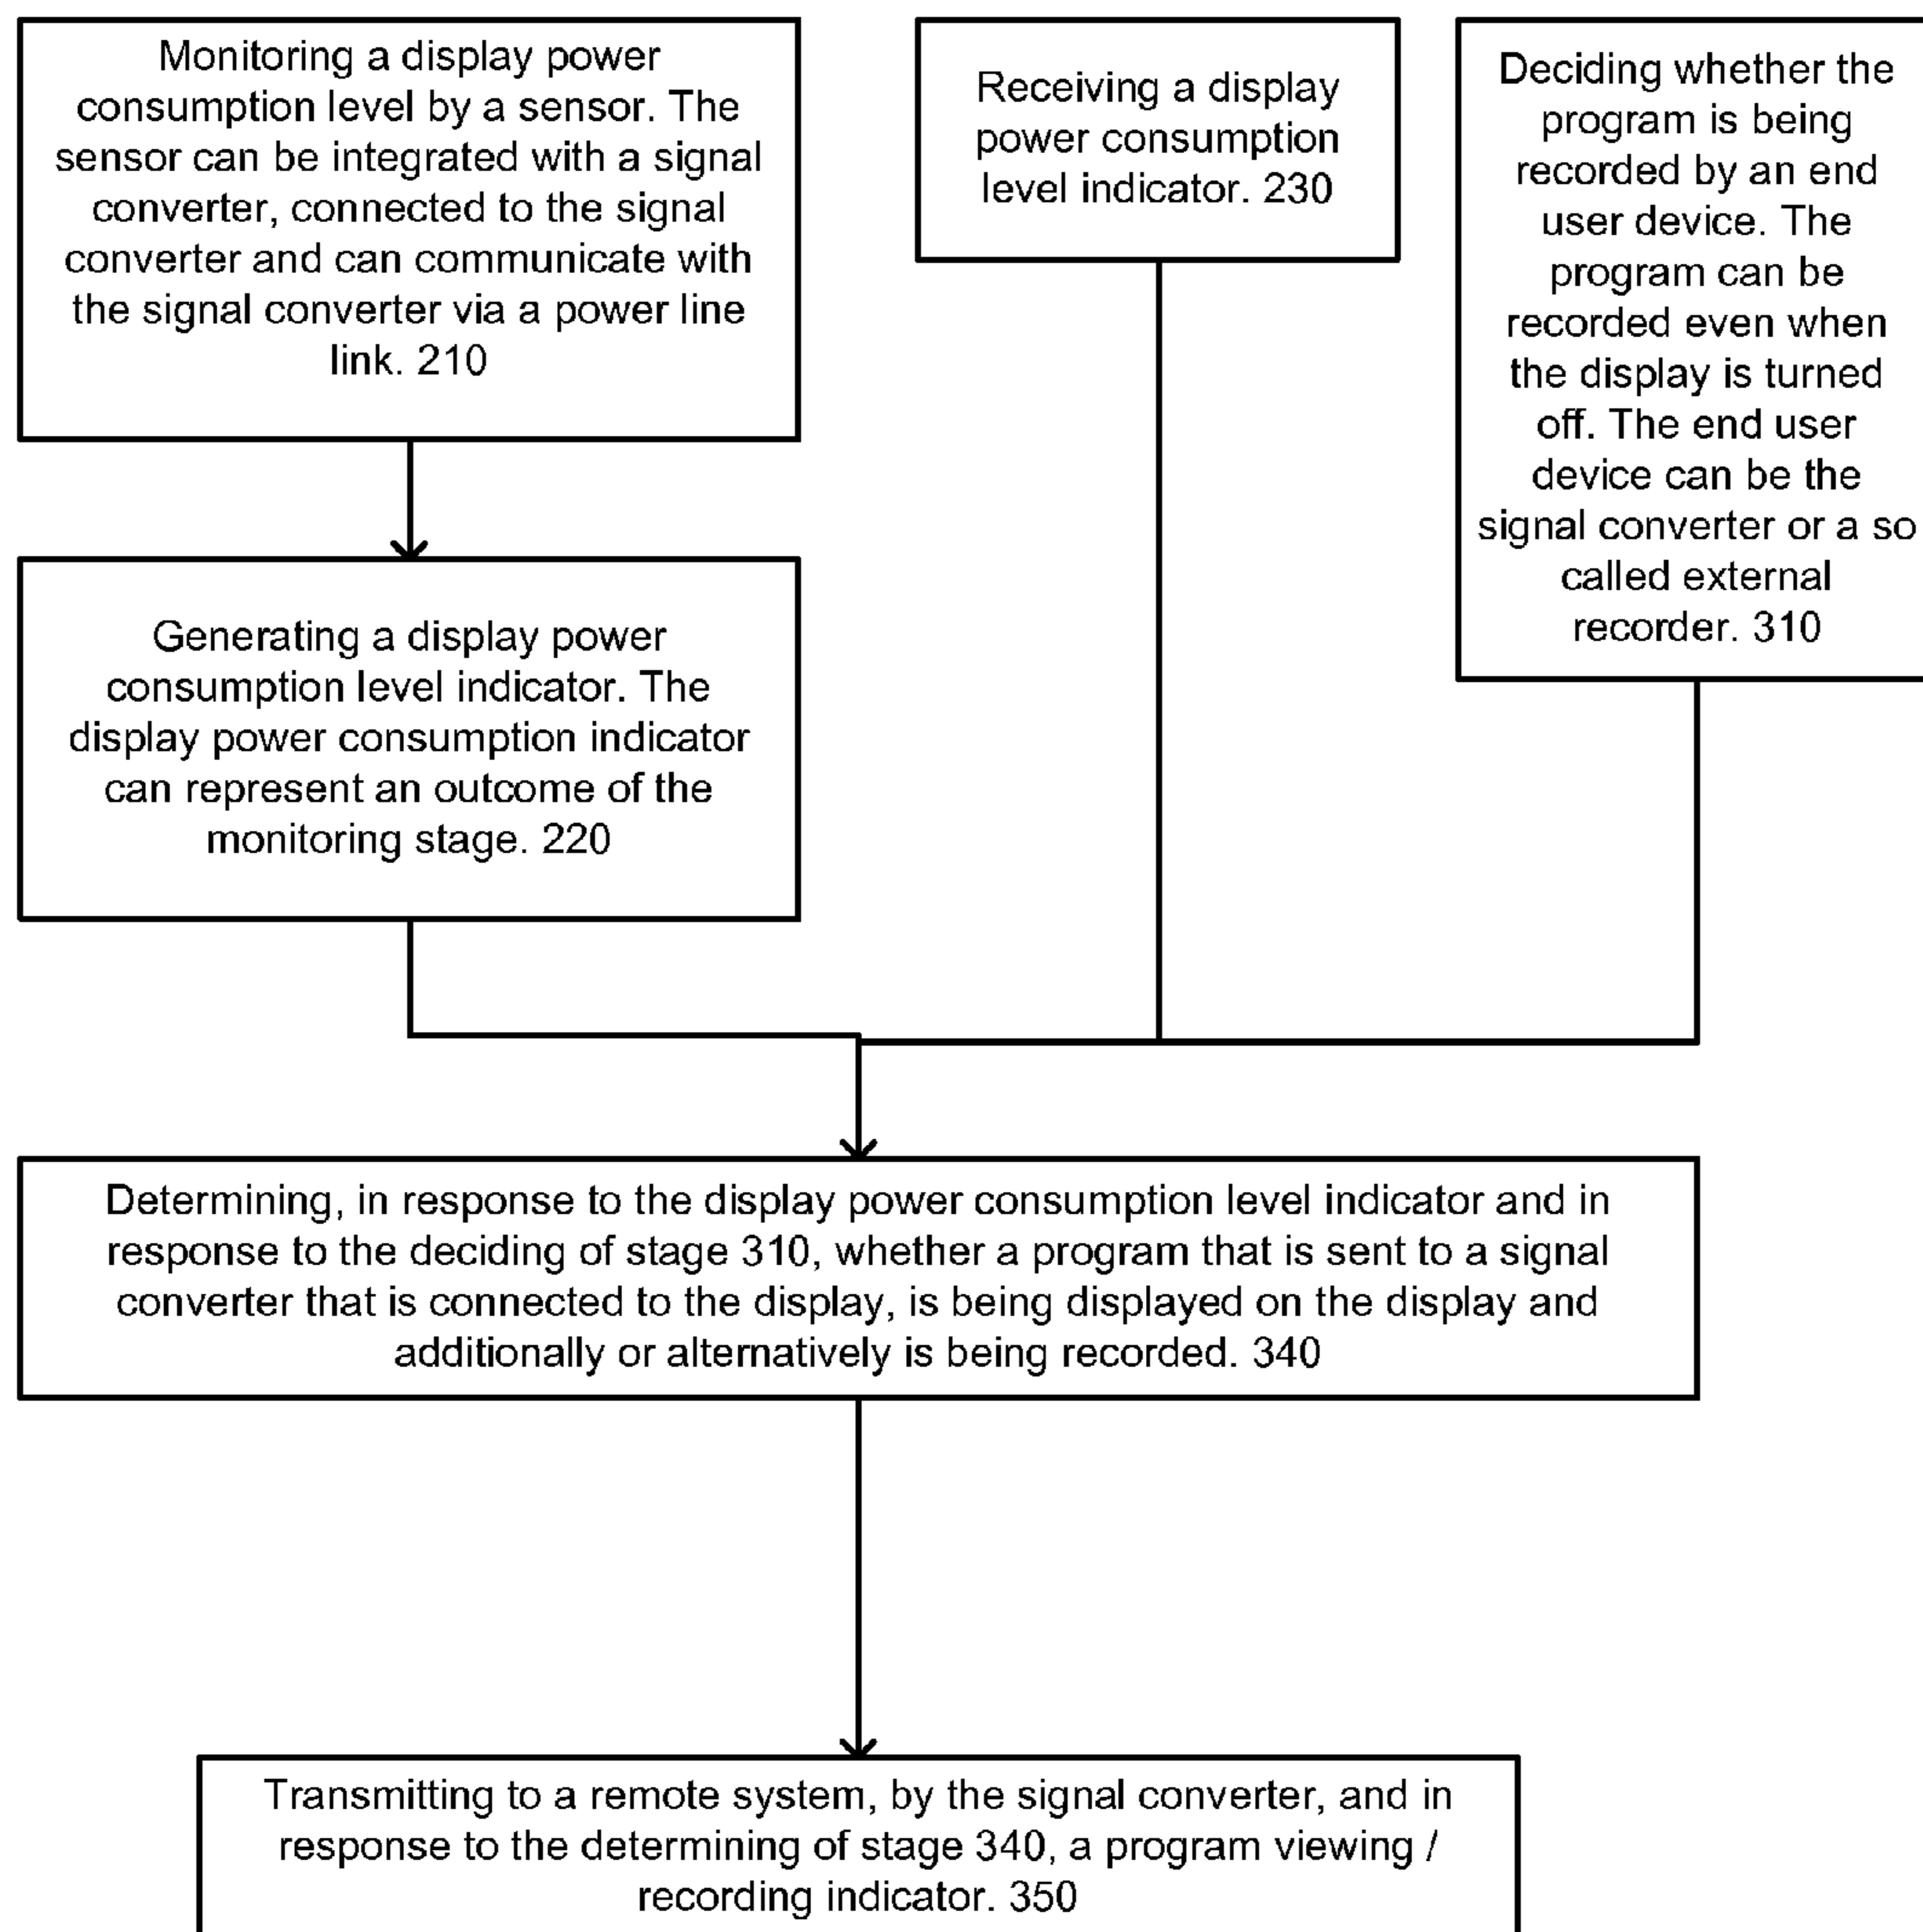 Monitoring a display power
consumption level by a sensor. The
sensor can be integrated with a signal
converter, connected to the signal
converter and can communicate with
the signal converter via a power line
link. 210
Receiving a display
power consumption
level indicator. 230
Deciding whether the
program is being
recorded by an end
user device. The
program can be
recorded even when
the display is turned
off. The end user
device can be the
signal converter or a so
called external
recorder. 310
Generating a display power
consumption level indicator. The
display power consumption indicator
can represent an outcome of the
monitoring stage. 220
Determining, in response to the display power consumption level indicator and in
response to the deciding of stage 310, whether a program that is sent to a signal
converter that is connected to the display, is being displayed on the display and
additionally or alternatively is being recorded. 340
Transmitting to a remote system, by the signal converter, and in
response to the determining of stage 340, a program viewing /
recording indicator. 350